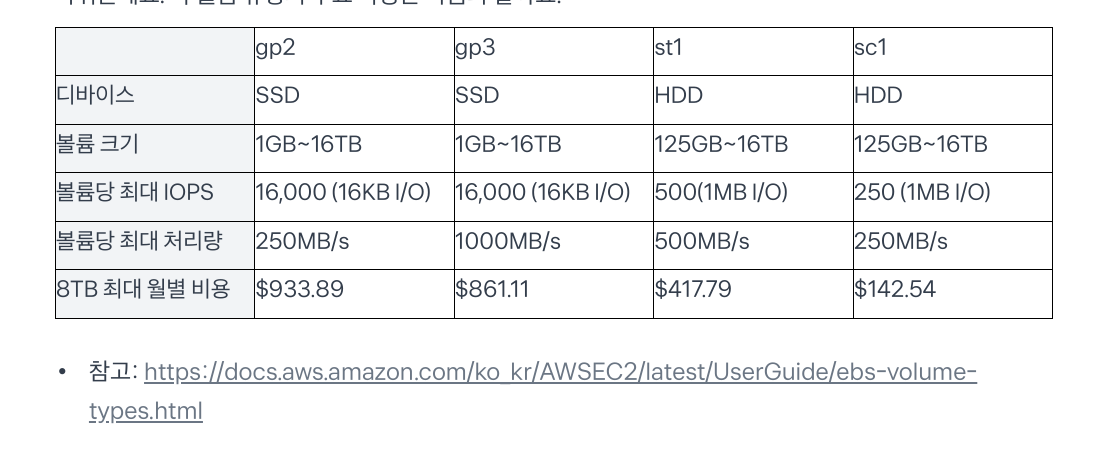 gp2 gp3 st1 sc1
디바이스 SSD SSD HDD HDD
볼륨 크기 1GB~16TB 1GB~16TB 125GB~16TB 125GB~16TB
볼륨당 최대 IOPS 16,000 (16KB I/O) 16,000 (16KB I/O) 500(1MB I/O) 250 (1MB I/O)
볼륨당 최대 처리량 250MB/s 1000MB/s 500MB/s 250MB/s
8TB 최대 월별 비용 $933.89 $861.11 $417.79 $142.54
• 참고: https://docs.aws.amazon.com/ko_kr/AWSEC2/latest/UserGuide/ebs-volume-
types.html